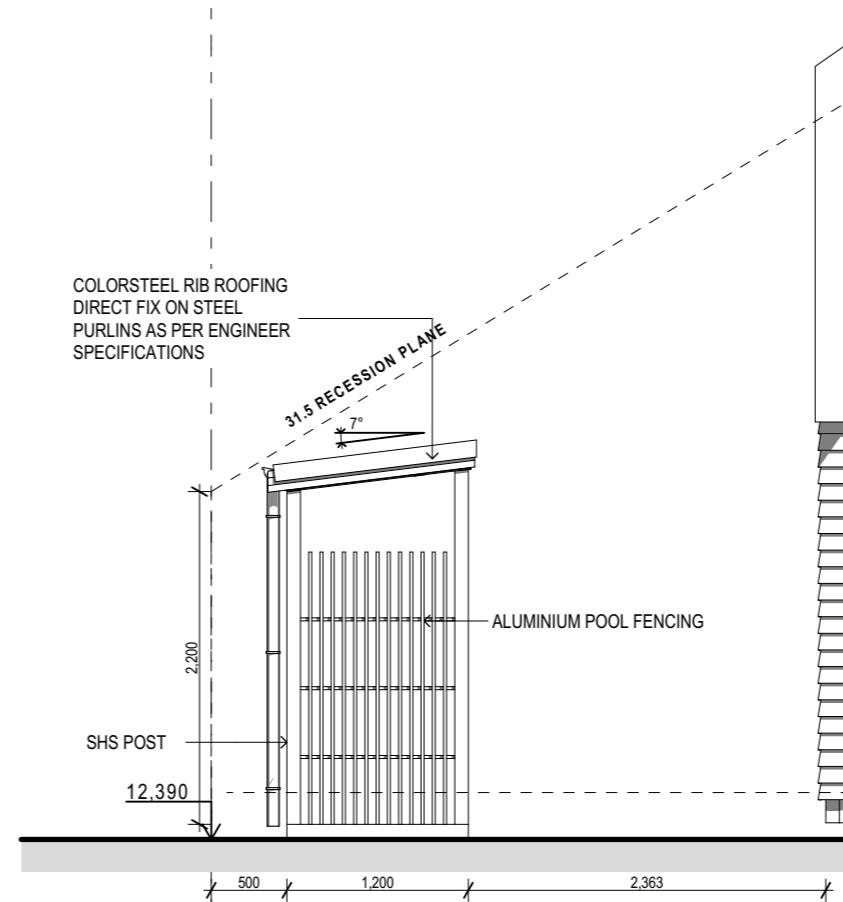 COLORSTEEL RIB ROOFING
DIRECT FIX ON STEEL
PURLINS AS PER ENGINEER
SPECIFICATIONS
31.5 RECESSION PLANE
7°
2,200
ALUMINIUM POOL FENCING
SHS POST
12,390
500
1,200
2,363